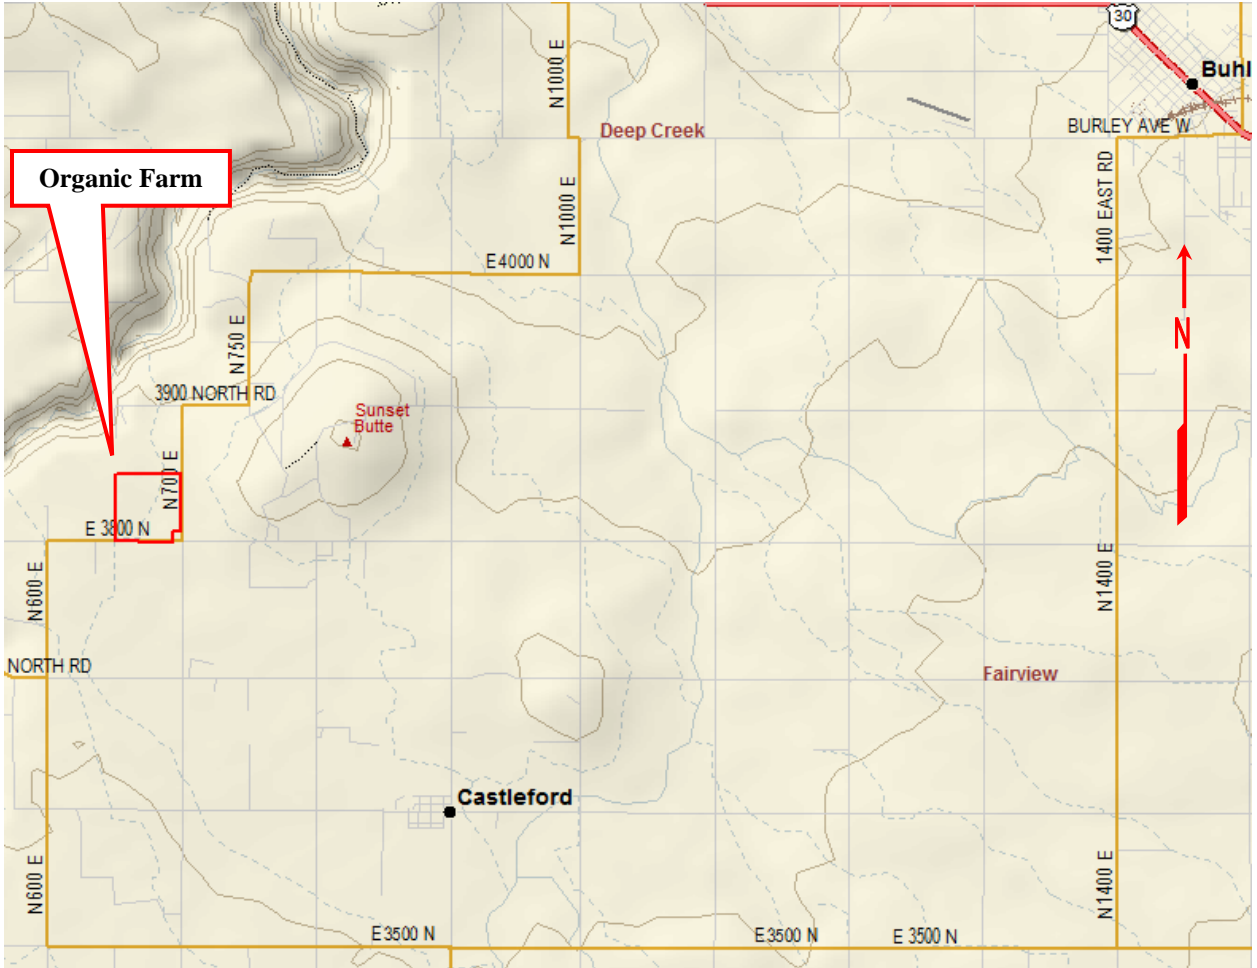 30
Buhl
N1000 E
Deep Creek
BURLEY AVE W
Organic Farm
1400 EAST RD
N1000 E
E 4000 N
N
N750 E
3900 NORTH RD
Sunset
Butte
N700 E
E 3800 N
N600 E
N1400 E
NORTH RD
Fairview
Castleford
N600 E
N1400 E
E 3500 N
E 3500 N
E 3500 N